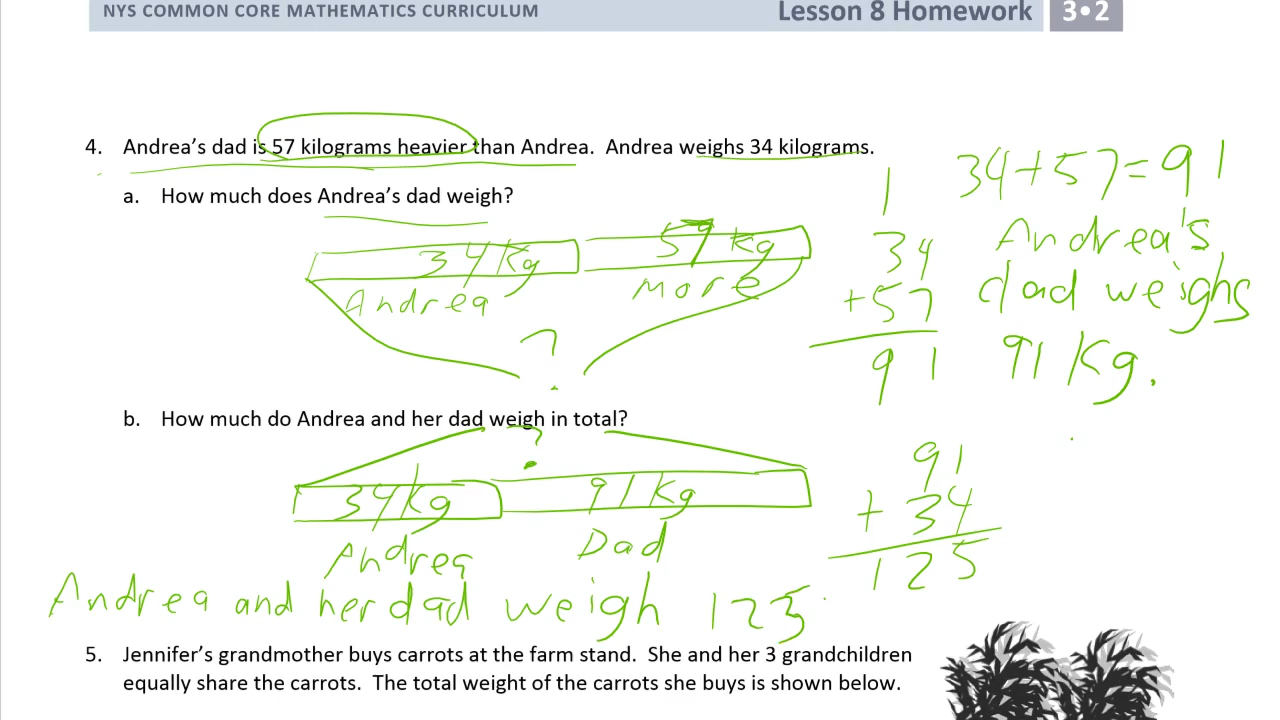 NYS COMMON CORE MATHEMATICS CURRICULUM
Lesson 8 Homework 3•2
4. Andrea's dad is 57 kilograms heavier than Andrea. Andrea weighs 34 kilograms.
34+57=91
a. How much does Andrea's dad weigh?
34 Kg 57 Kg
Andrea More
?
1
34
+57
91
Andrea's
dad weighs
91 Kg.
b. How much do Andrea and her dad weigh in total?
?
34kg 91 Kg
Andrea Dad
91
+ 34
125
Andrea and her dad weigh 125
5. Jennifer's grandmother buys carrots at the farm stand. She and her 3 grandchildren
equally share the carrots. The total weight of the carrots she buys is shown below.